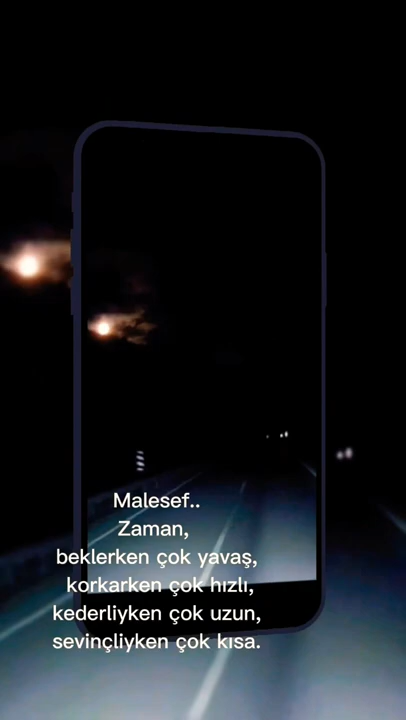 Malesef..
Zaman,
beklerken çok yavaş,
korkarken çok hızlı,
kederliyken çok uzun,
sevinçliyken çok kısa.